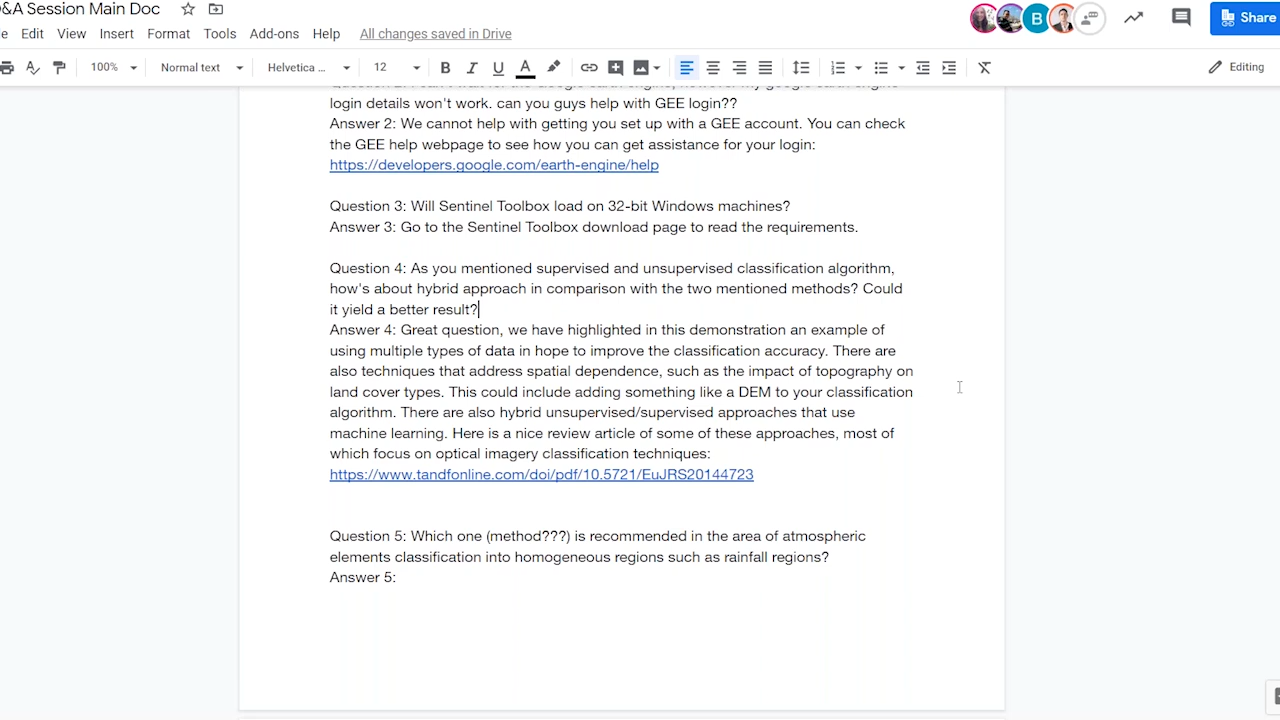 &A Session Main Doc
e Edit View Insert Format Tools Add-ons Help All changes saved in Drive
B Share
100% Normal text Helvetica ... 12 B I U A Editing
login details won't work. can you guys help with GEE login??
Answer 2: We cannot help with getting you set up with a GEE account. You can check
the GEE help webpage to see how you can get assistance for your login:
https://developers.google.com/earth-engine/help
Question 3: Will Sentinel Toolbox load on 32-bit Windows machines?
Answer 3: Go to the Sentinel Toolbox download page to read the requirements.
Question 4: As you mentioned supervised and unsupervised classification algorithm,
how's about hybrid approach in comparison with the two mentioned methods? Could
it yield a better result?
Answer 4: Great question, we have highlighted in this demonstration an example of
using multiple types of data in hope to improve the classification accuracy. There are
also techniques that address spatial dependence, such as the impact of topography on
land cover types. This could include adding something like a DEM to your classification
algorithm. There are also hybrid unsupervised/supervised approaches that use
machine learning. Here is a nice review article of some of these approaches, most of
which focus on optical imagery classification techniques:
https://www.tandfonline.com/doi/pdf/10.5721/EuJRS20144723
Question 5: Which one (method???) is recommended in the area of atmospheric
elements classification into homogeneous regions such as rainfall regions?
Answer 5: